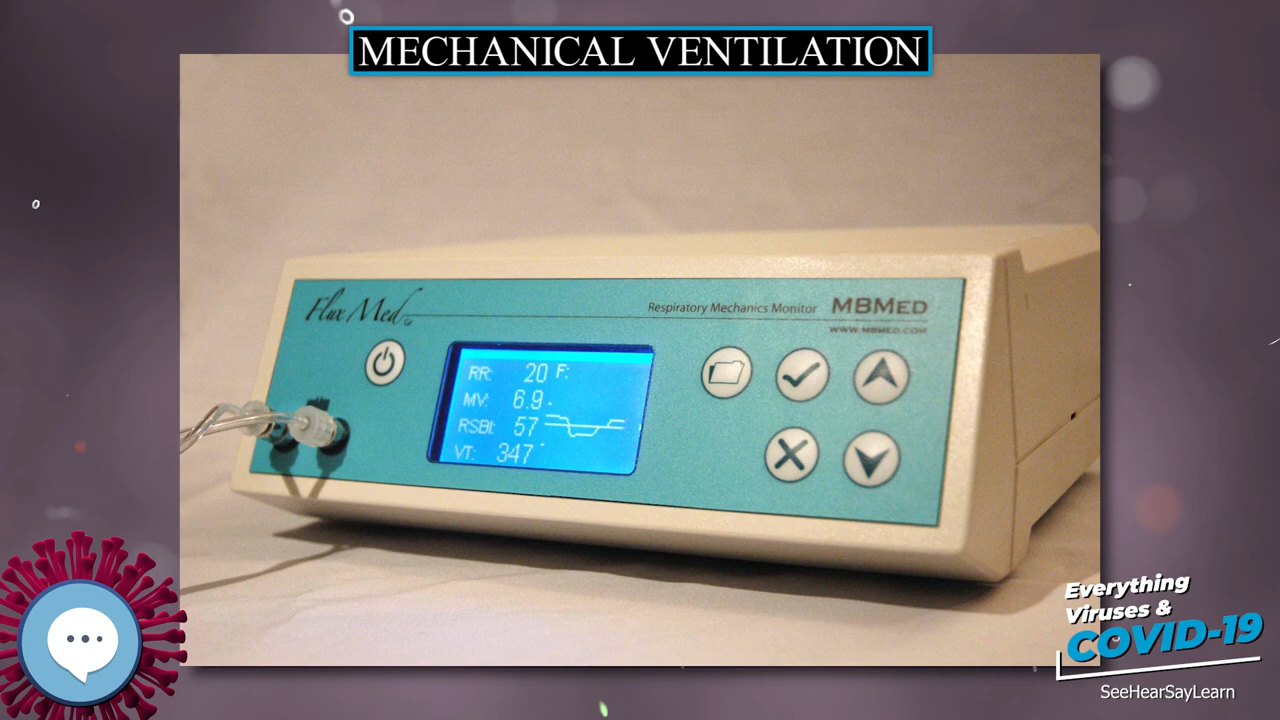 MECHANICAL VENTILATION
Flux Med
Respiratory Mechanics Monitor MBMED
WWW.MBMED.COM
RR: 20 F:
MV: 6.9
RSBI: 57
VT: 347
Everything
Viruses &
COVID-19
SeeHearSayLearn